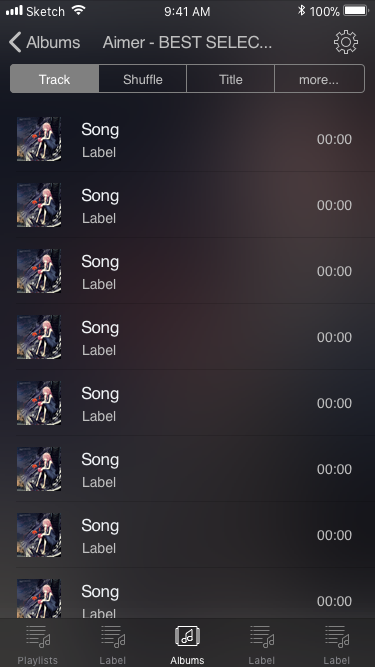 Sketch 9:41 AM 100%
Albums Aimer - BEST SELEC...
Track Shuffle Title more...
Song
Label 00:00
Song
Label 00:00
Song
Label 00:00
Song
Label 00:00
Song
Label 00:00
Song
Label 00:00
Song
Label 00:00
Song
Label 00:00
Playlists Label Albums Label Label